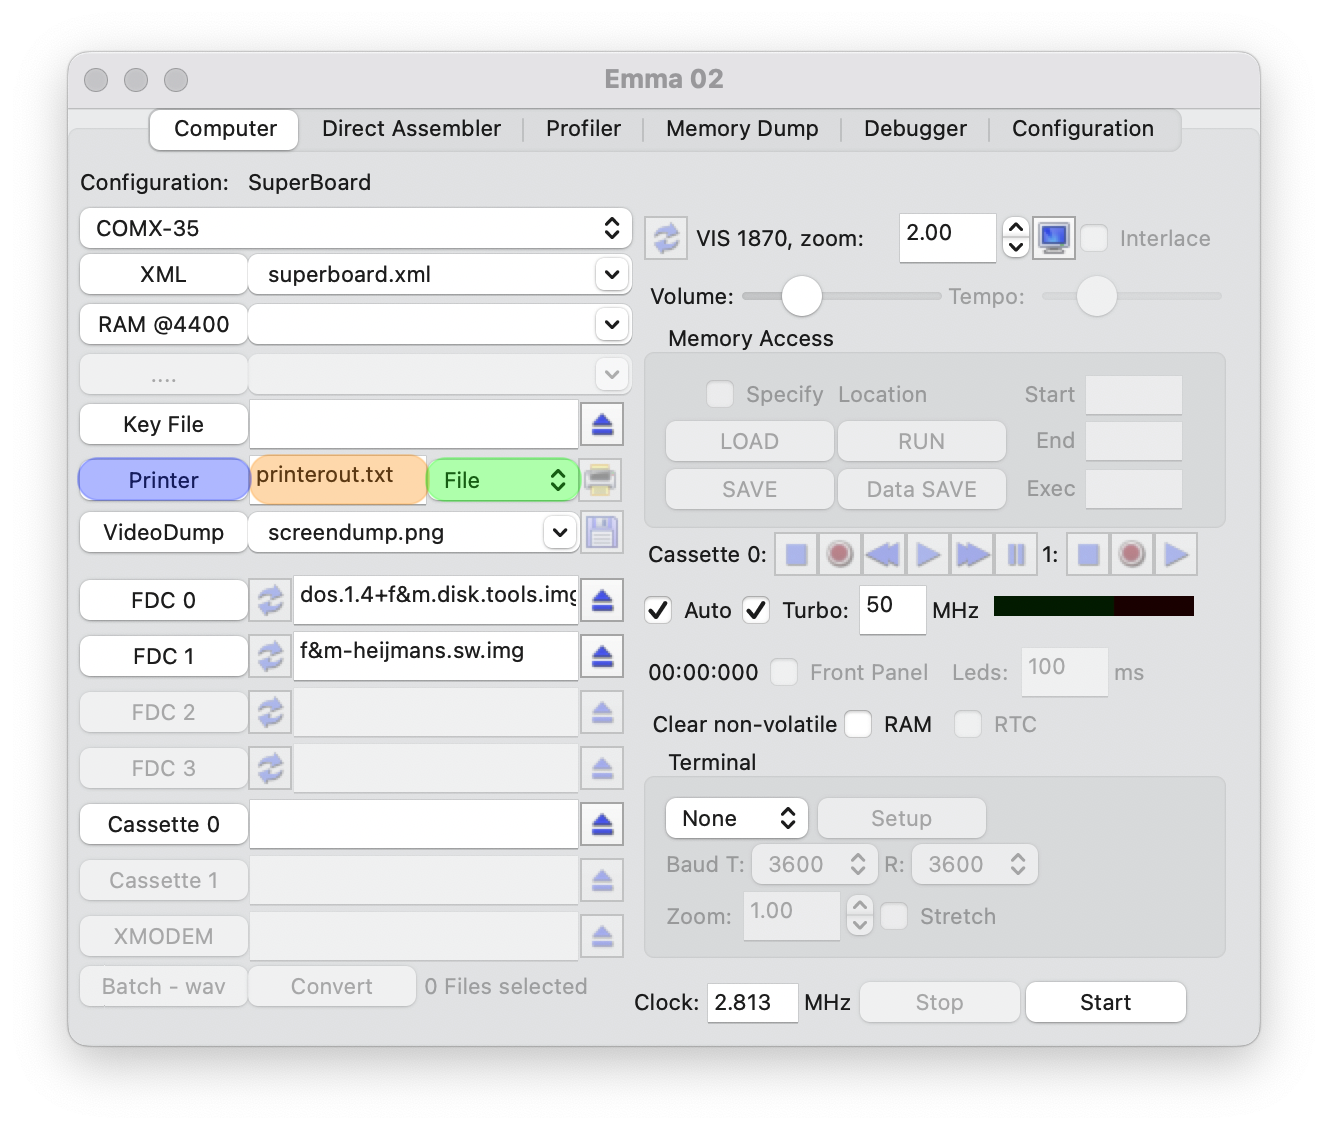 Emma 02
Computer Direct Assembler Profiler Memory Dump Debugger Configuration
Configuration: SuperBoard
COMX-35
XML superboard.xml
RAM @4400
....
Key File
Printer printerout.txt File
VideoDump screendump.png
FDC 0 dos.1.4+f&m.disk.tools.img
FDC 1 f&m-heijmans.sw.img
FDC 2
FDC 3
Cassette 0
Cassette 1
XMODEM
Batch - wav Convert 0 Files selected
VIS 1870, zoom: 2.00 Interlace
Volume: Tempo:
Memory Access
Specify Location Start
LOAD RUN End
SAVE Data SAVE Exec
Cassette 0: 1:
Auto Turbo: 50 MHz
00:00:000 Front Panel Leds: 100 ms
Clear non-volatile RAM RTC
Terminal
None Setup
Baud T: 3600 R: 3600
Zoom: 1.00 Stretch
Clock: 2.813 MHz Stop Start